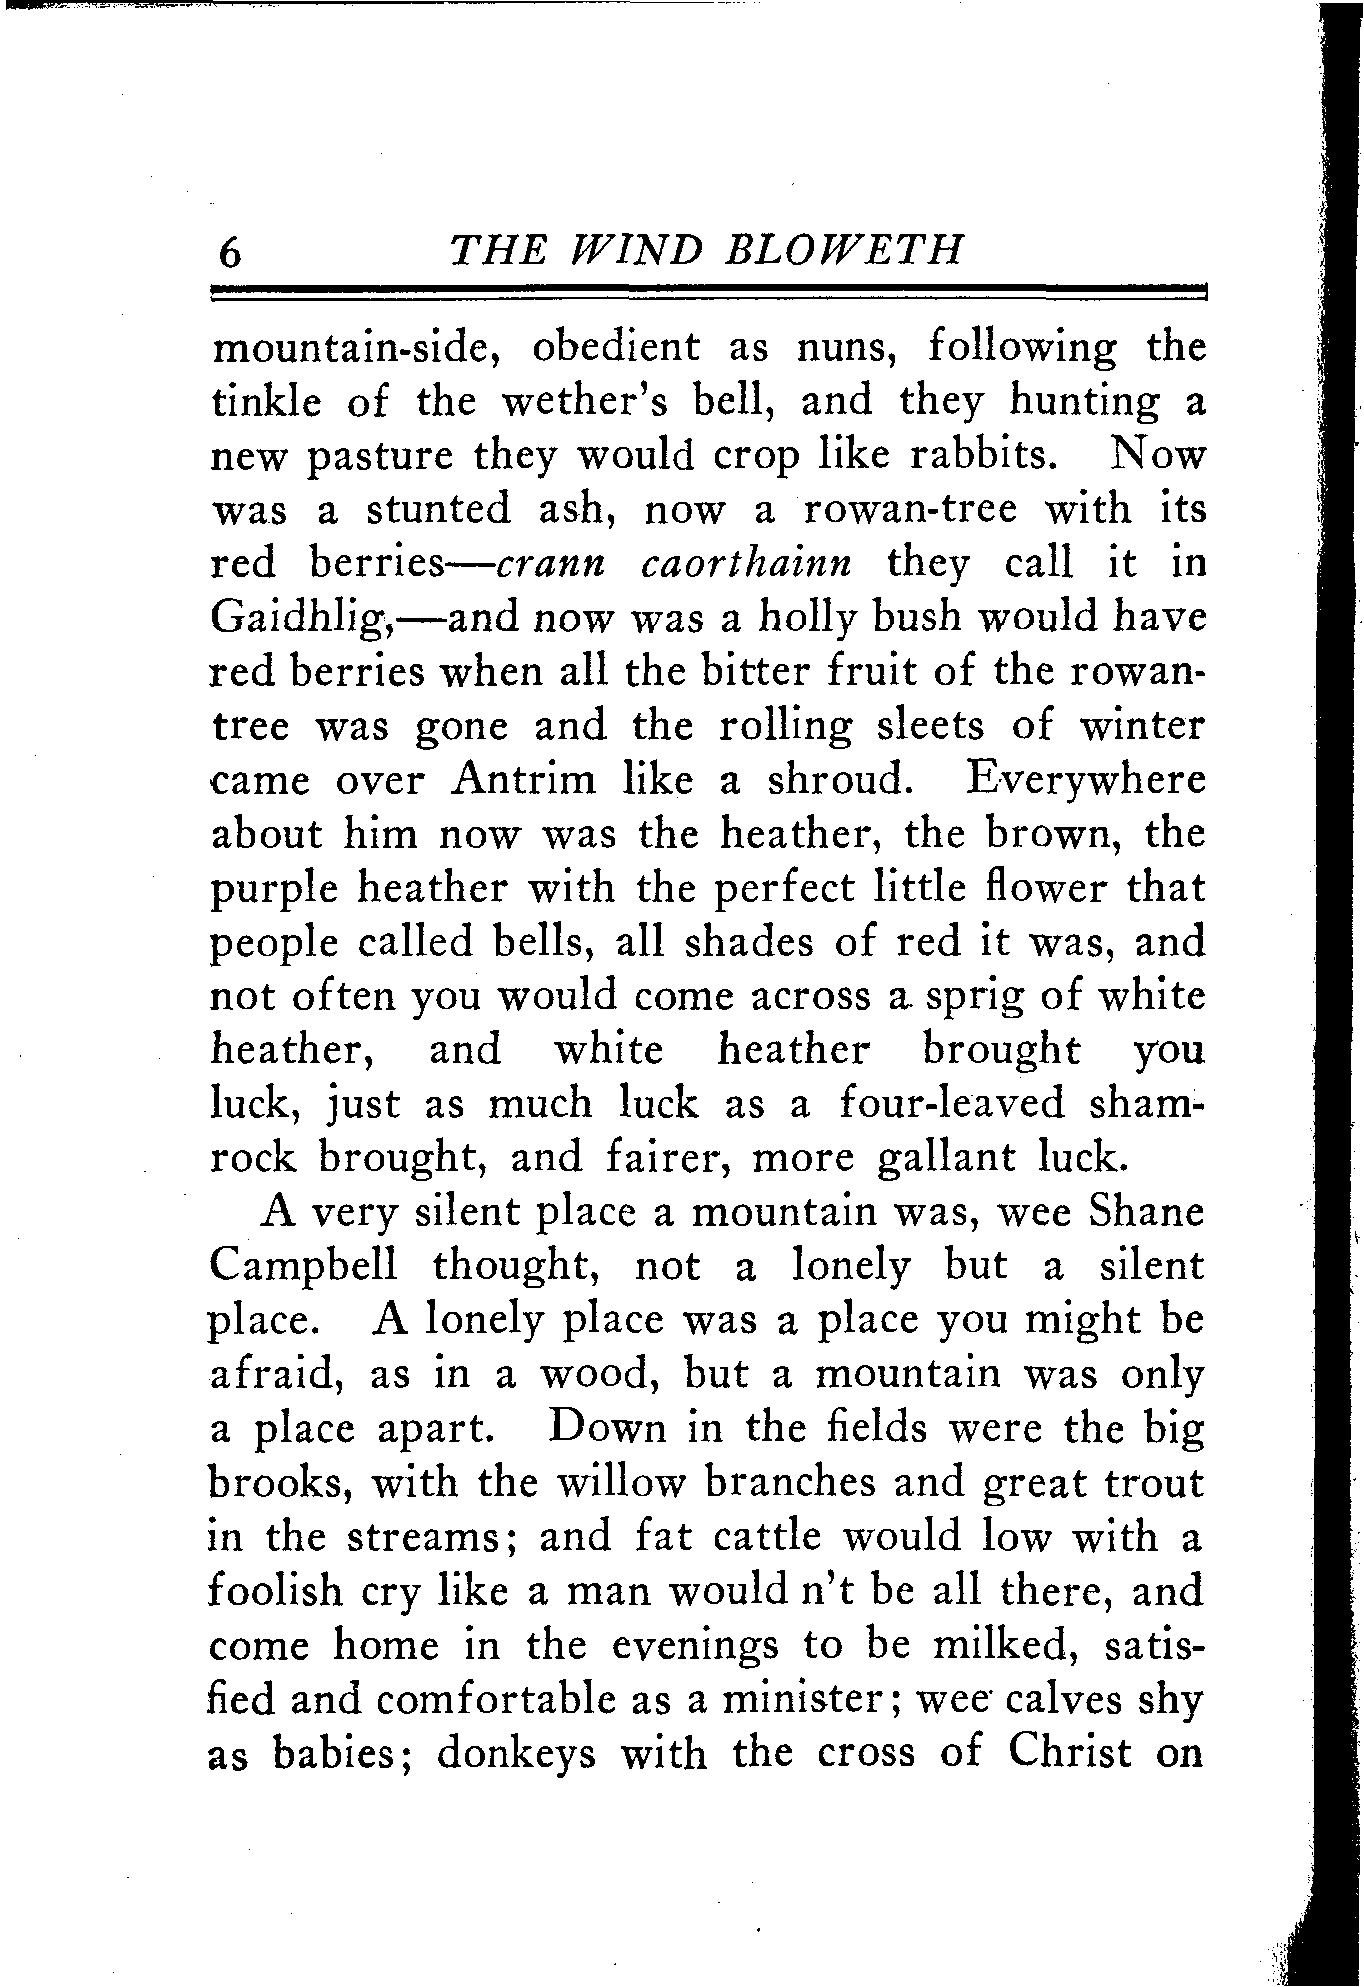 6 THE WIND BLOWETH
mountain-side, obedient as nuns, following the
tinkle of the wether's bell, and they hunting a
new pasture they would crop like rabbits. Now
was a stunted ash, now a rowan-tree with its
red berries—crann caorthainn they call it in
Gaidhlig,—and now was a holly bush would have
red berries when all the bitter fruit of the rowan-
tree was gone and the rolling sleets of winter
came over Antrim like a shroud. Everywhere
about him now was the heather, the brown, the
purple heather with the perfect little flower that
people called bells, all shades of red it was, and
not often you would come across a sprig of white
heather, and white heather brought you
luck, just as much luck as a four-leaved sham-
rock brought, and fairer, more gallant luck.
A very silent place a mountain was, wee Shane
Campbell thought, not a lonely but a silent
place. A lonely place was a place you might be
afraid, as in a wood, but a mountain was only
a place apart. Down in the fields were the big
brooks, with the willow branches and great trout
in the streams; and fat cattle would low with a
foolish cry like a man would n't be all there, and
come home in the evenings to be milked, satis-
fied and comfortable as a minister; wee calves shy
as babies; donkeys with the cross of Christ on